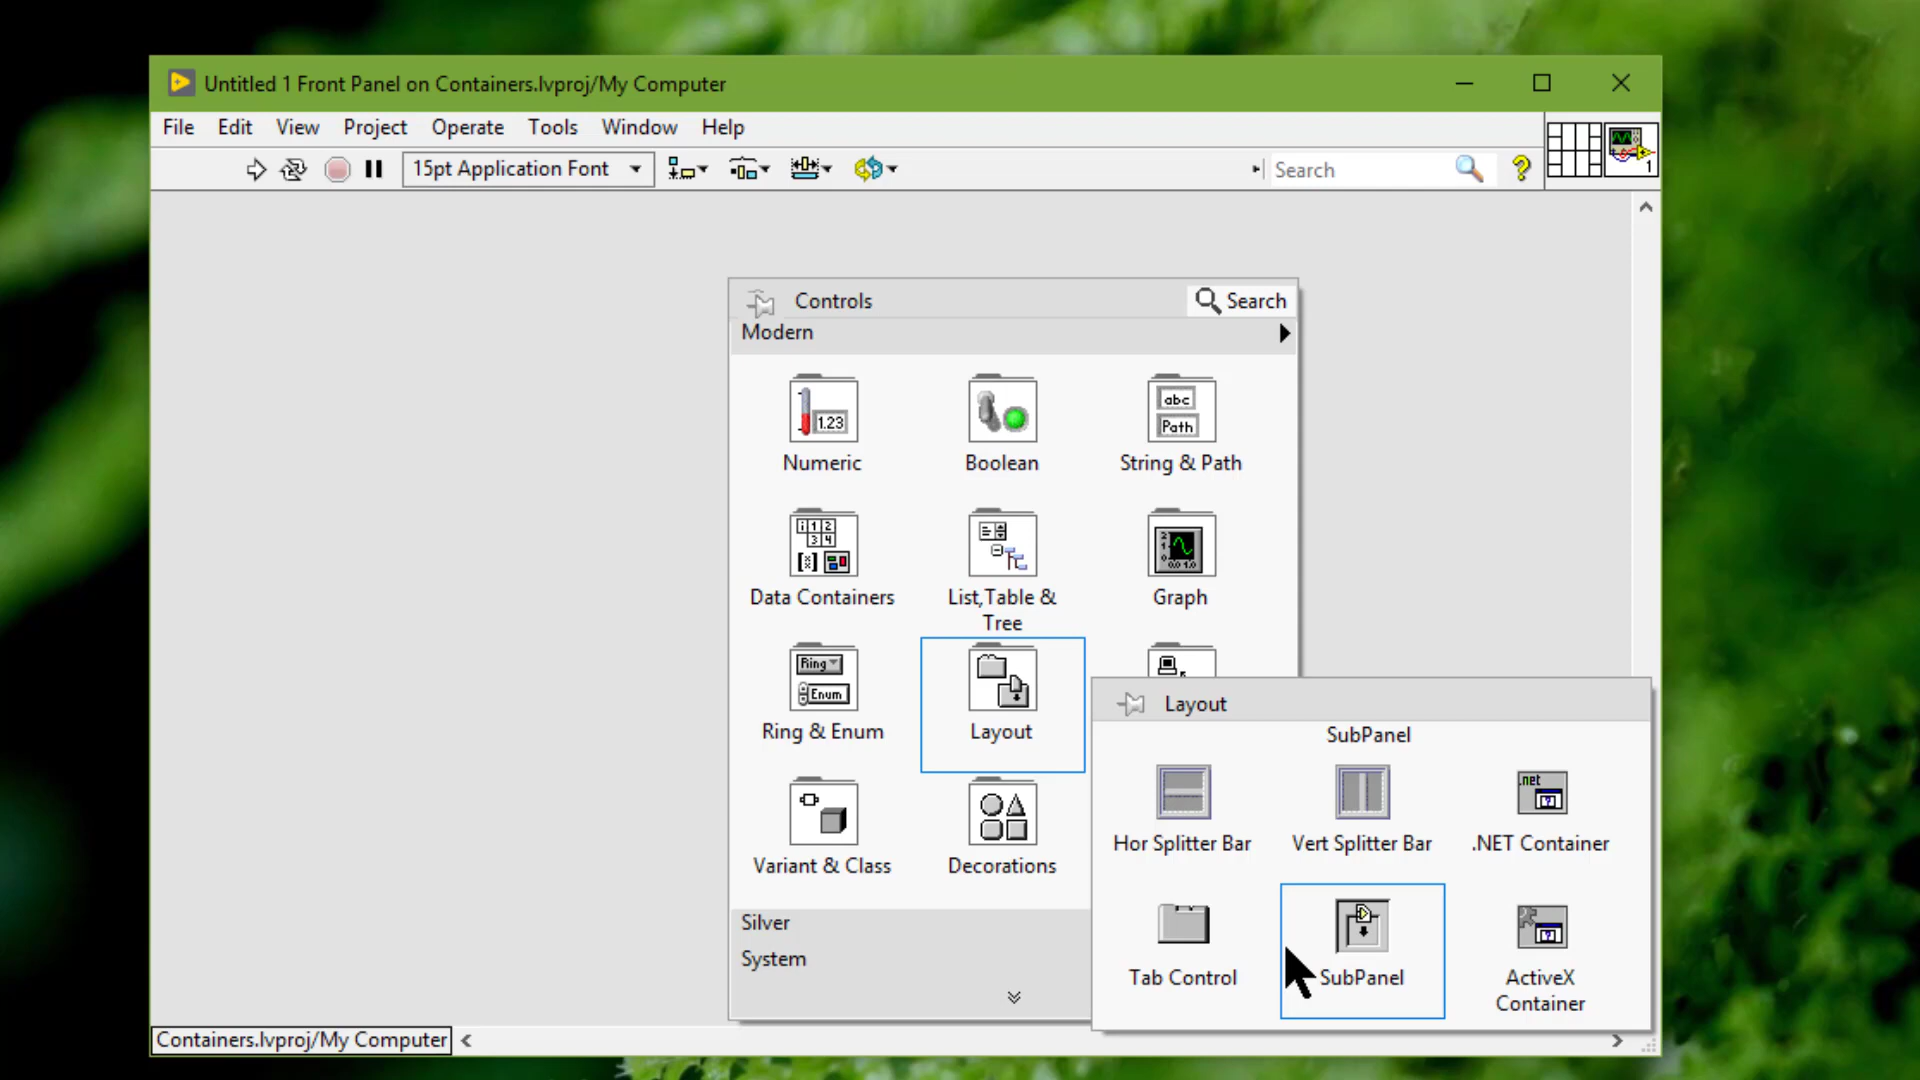 Untitled 1 Front Panel on Containers.lvproj/My Computer
File Edit View Project Operate Tools Window Help
15pt Application Font
Search
1
Controls
Search
Modern
1.23
abc
Path
Numeric
Boolean
String & Path
Data Containers
List,Table &
Tree
Graph
Ring
Enum
Ring & Enum
Layout
Layout
SubPanel
.net
Hor Splitter Bar
Vert Splitter Bar
.NET Container
Variant & Class
Decorations
Tab Control
SubPanel
ActiveX
Container
Silver
System
Containers.lvproj/My Computer